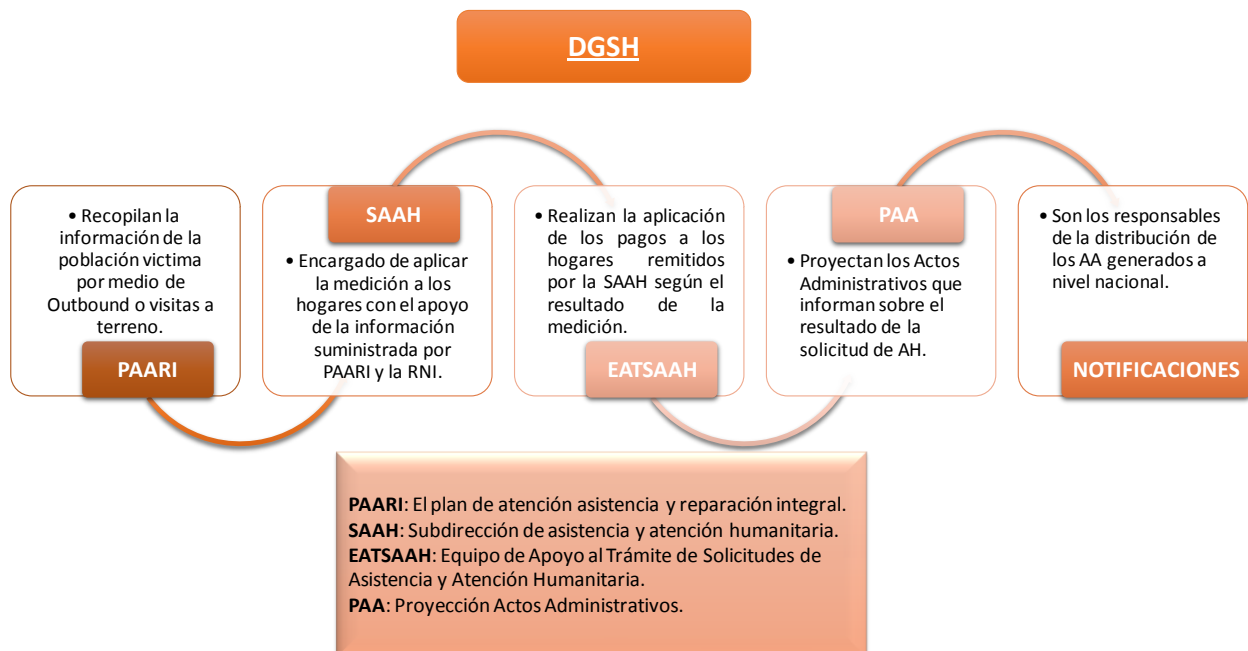 DGSH
• Recopilan la
información de la
población victima
por medio de
Outbound o visitas a
terreno.
PAARI
SAAH
• Encargado de aplicar
la medición a los
hogares con el apoyo
de la información
suministrada por
PAARI y la RNI.
• Realizan la aplicación
de los pagos a los
hogares remitidos
por la SAAH según el
resultado de la
medición.
EATSAAH
PAA
• Proyectan los Actos
Administrativos que
informan sobre el
resultado de la
solicitud de AH.
• Son los responsables
de la distribución de
los AA generados a
nivel nacional.
NOTIFICACIONES
PAARI: El plan de atención asistencia y reparación integral.
SAAH: Subdirección de asistencia y atención humanitaria.
EATSAAH: Equipo de Apoyo al Trámite de Solicitudes de
Asistencia y Atención Humanitaria.
PAA: Proyección Actos Administrativos.